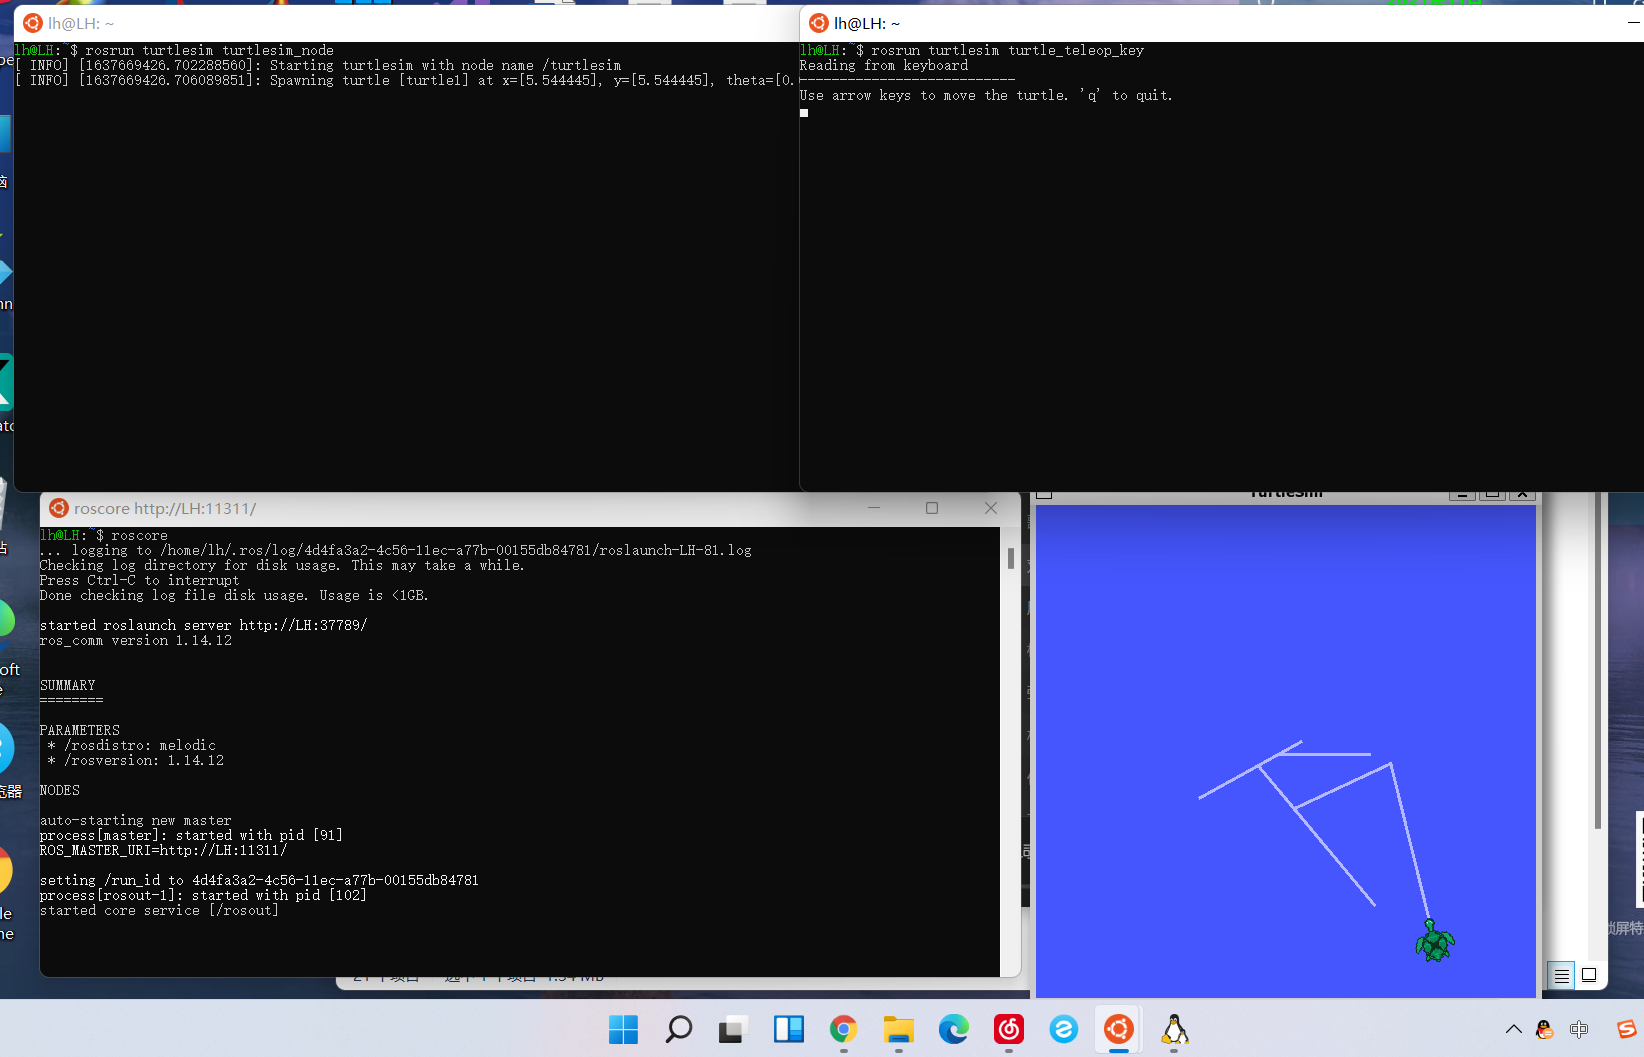 lh@LH: ~
lh@LH:~$ rosrun turtlesim turtlesim_node
[ INFO] [1637669426.702288560]: Starting turtlesim with node name /turtlesim
[ INFO] [1637669426.706089851]: Spawning turtle [turtle1] at x=[5.544445], y=[5.544445], theta=[0.
lh@LH: ~
lh@LH:~$ rosrun turtlesim turtle_teleop_key
Reading from keyboard
---------------------------
Use arrow keys to move the turtle. 'q' to quit.
roscore http://LH:11311/
lh@LH:~$ roscore
... logging to /home/lh/.ros/log/4d4fa3a2-4c56-11ec-a77b-00155db84781/roslaunch-LH-81.log
Checking log directory for disk usage. This may take a while.
Press Ctrl-C to interrupt
Done checking log file disk usage. Usage is <1GB.
started roslaunch server http://LH:37789/
ros_comm version 1.14.12
SUMMARY
========
PARAMETERS
* /rosdistro: melodic
* /rosversion: 1.14.12
NODES
auto-starting new master
process[master]: started with pid [91]
ROS_MASTER_URI=http://LH:11311/
setting /run_id to 4d4fa3a2-4c56-11ec-a77b-00155db84781
process[rosout-1]: started with pid [102]
started core service [/rosout]
TurtleSim
锁屏特
中